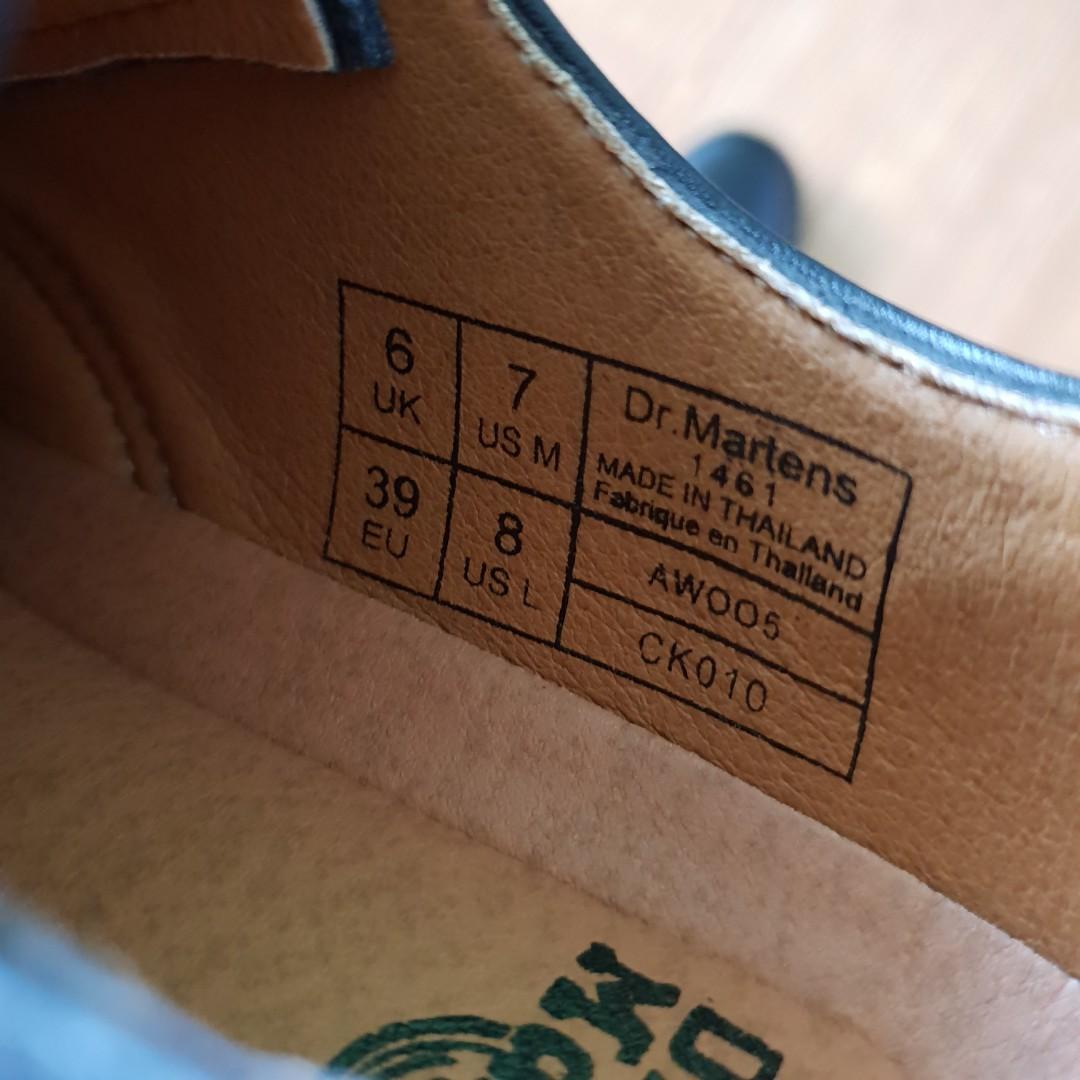 6
UK
7
US M
39
EU
8
US L
Dr.Martens
1461
MADE IN THAILAND
Fabrique en Thailand
AW005
CK010